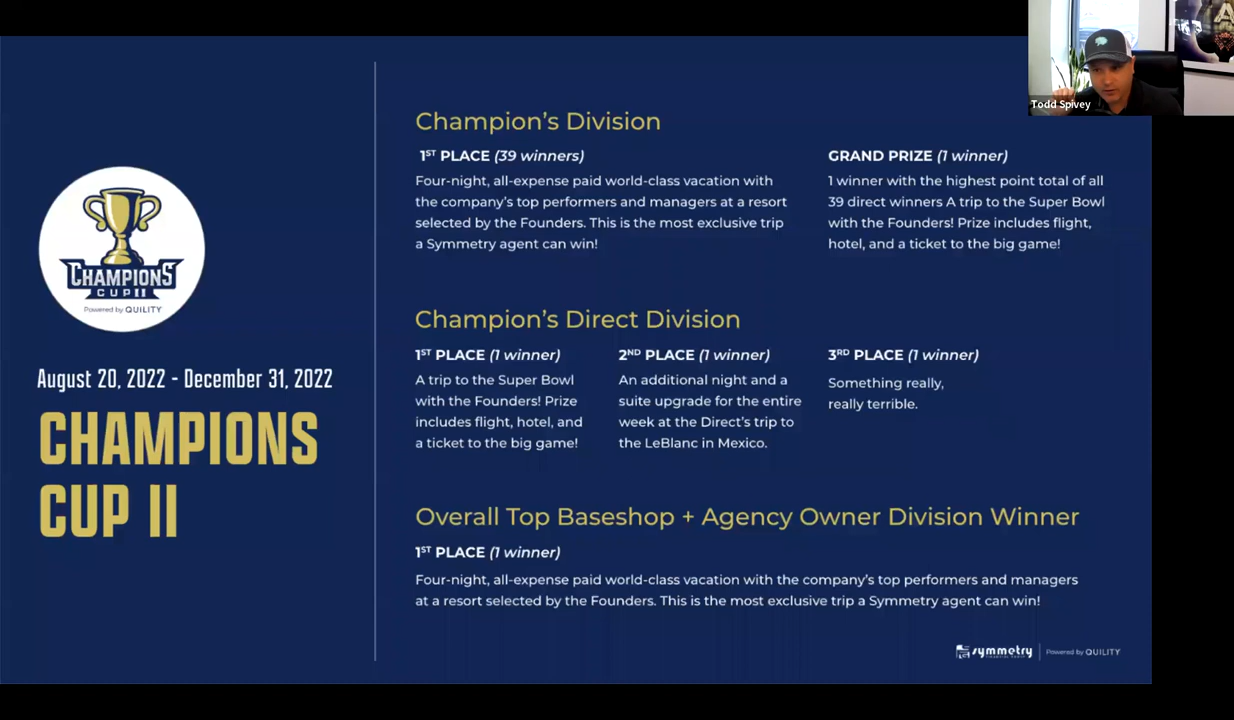 Todd Spivey
CHAMPIONS
CUP II
Powered by QUILITY
August 20, 2022 - December 31, 2022
CHAMPIONS
CUP II
Champion's Division
1ST PLACE (39 winners)
Four-night, all-expense paid world-class vacation with
the company's top performers and managers at a resort
selected by the Founders. This is the most exclusive trip
a Symmetry agent can win!
GRAND PRIZE (1 winner)
1 winner with the highest point total of all
39 direct winners A trip to the Super Bowl
with the Founders! Prize includes flight,
hotel, and a ticket to the big game!
Champion's Direct Division
1ST PLACE (1 winner)
A trip to the Super Bowl
with the Founders! Prize
includes flight, hotel, and
a ticket to the big game!
2ND PLACE (1 winner)
An additional night and a
suite upgrade for the entire
week at the Direct's trip to
the LeBlanc in Mexico.
3RD PLACE (1 winner)
Something really,
really terrible.
Overall Top Baseshop + Agency Owner Division Winner
1ST PLACE (1 winner)
Four-night, all-expense paid world-class vacation with the company's top performers and managers
at a resort selected by the Founders. This is the most exclusive trip a Symmetry agent can win!
symmetry
Powered by QUILITY